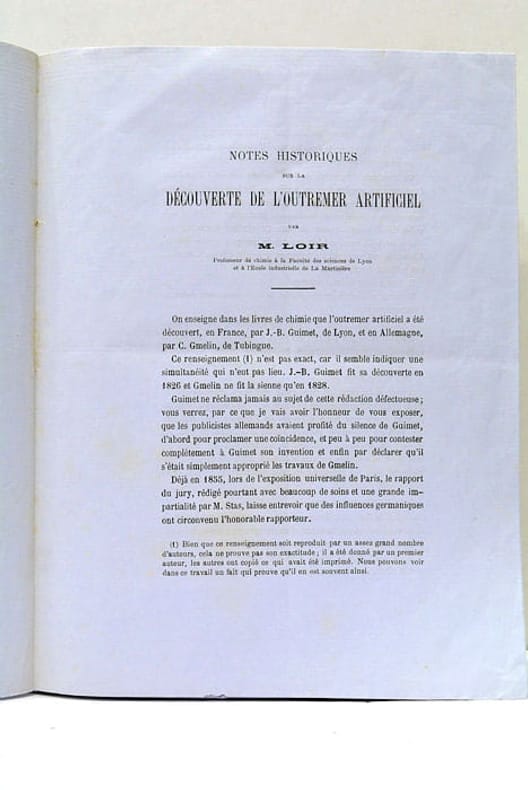 NOTES HISTORIQUES
SUR LA
DÉCOUVERTE DE L'OUTREMER ARTIFICIEL
PAR
M. LOIR
Professeur de chimie à la Faculté des sciences de Lyon
et à l'Ecole industrielle de La Martinière
On enseigne dans les livres de chimie que l'outremer artificiel a été
découvert, en France, par J.-B. Guimet, de Lyon, et en Allemagne,
par C. Gmelin, de Tubingue.
Ce renseignement (1) n'est pas exact, car il semble indiquer une
simultanéité qui n'eut pas lieu. J.-B. Guimet fit sa découverte en
1826 et Gmelin ne fit la sienne qu'en 1828.
Guimet ne réclama jamais au sujet de cette rédaction défectueuse ;
vous verrez, par ce que je vais avoir l'honneur de vous exposer,
que les publicistes allemands avaient profité du silence de Guimet,
d'abord pour proclamer une coïncidence, et peu à peu pour contester
complètement à Guimet son invention et enfin par déclarer qu'il
s'était simplement approprié les travaux de Gmelin.
Déjà en 1855, lors de l'exposition universelle de Paris, le rapport
du jury, rédigé pourtant avec beaucoup de soins et une grande im-
partialité par M. Stas, laisse entrevoir que des influences germaniques
ont circonvenu l'honorable rapporteur.
(1) Bien que ce renseignement soit reproduit par un assez grand nombre
d'auteurs, cela ne prouve pas son exactitude ; il a été donné par un premier
auteur, les autres ont copié ce qui avait été imprimé. Nous pouvons voir
dans ce travail un fait qui prouve qu'il en est souvent ainsi.